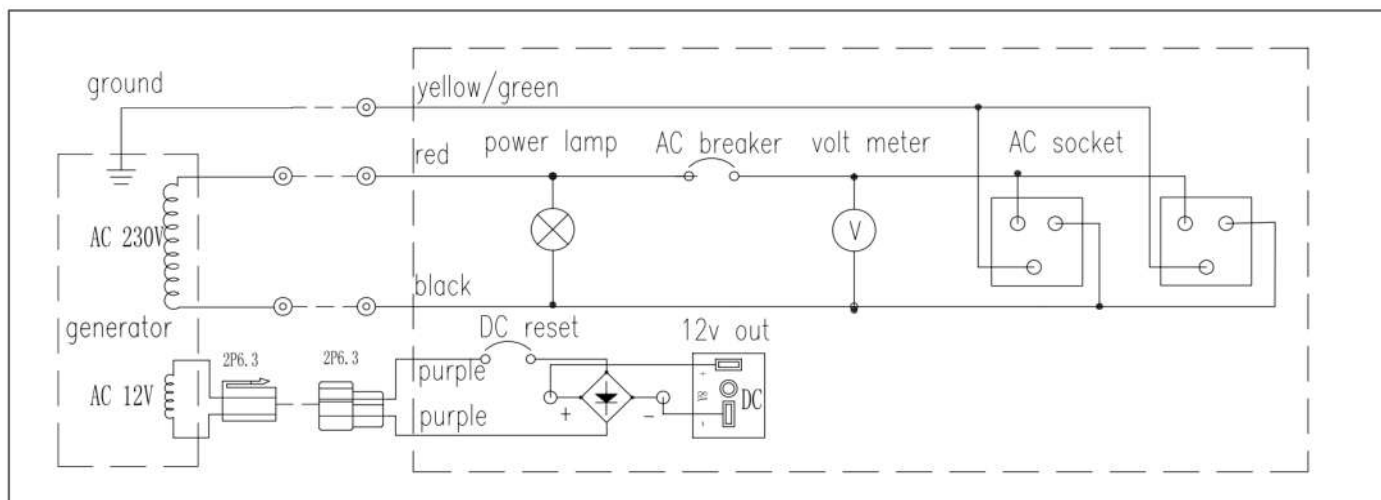 ground
yellow/green
red
power lamp
AC breaker
volt meter
AC socket
AC 230V
V
black
generator
DC reset
12v out
2P6.3
2P6.3
purple
+
DC
AC 12V
purple
+
-
-